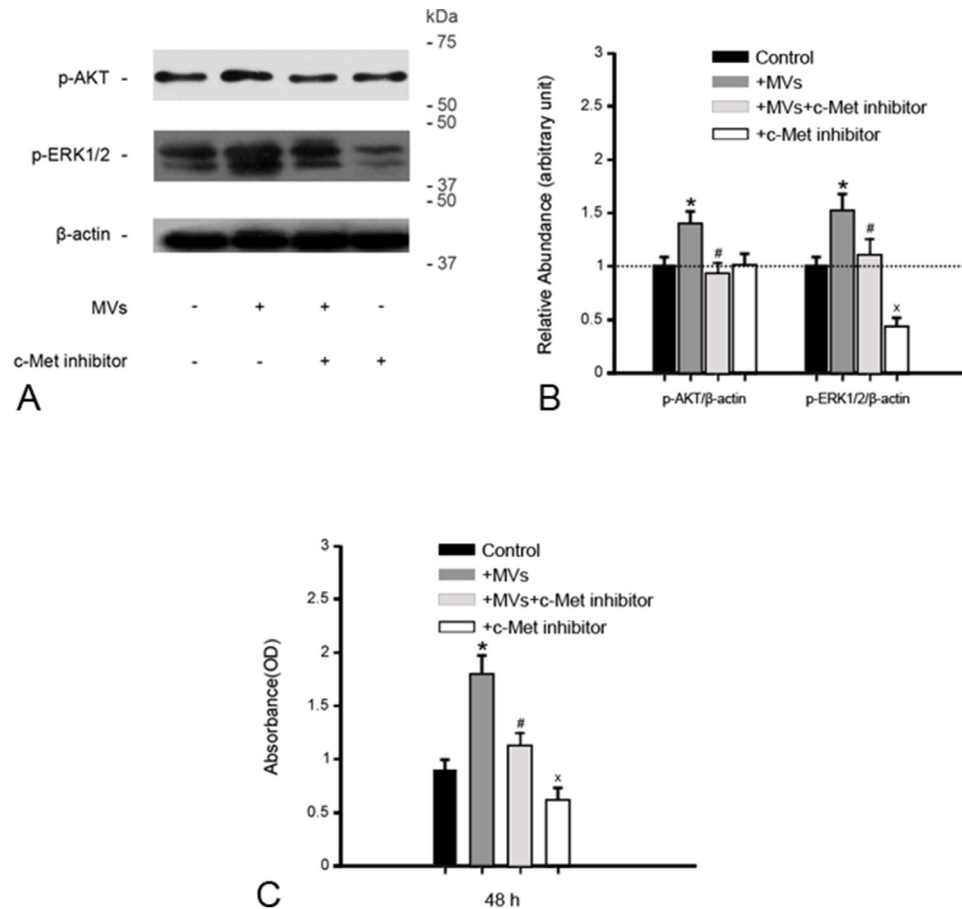 kDa
- 75
p-AKT -
- 50
- 50
p-ERK1/2 -
- 37
- 50
β-actin -
- 37
MVs - + + -
c-Met inhibitor - - + +
A
3
2.5
2
1.5
1
0.5
0
Relative Abundance (arbitrary unit)
Control
+MVs
+MVs+c-Met inhibitor
+c-Met inhibitor
* # * # x
p-AKT/β-actin p-ERK1/2/β-actin
B
3
2.5
2
1.5
1
0.5
0
Absorbance(OD)
Control
+MVs
+MVs+c-Met inhibitor
+c-Met inhibitor
* # x
48 h
C